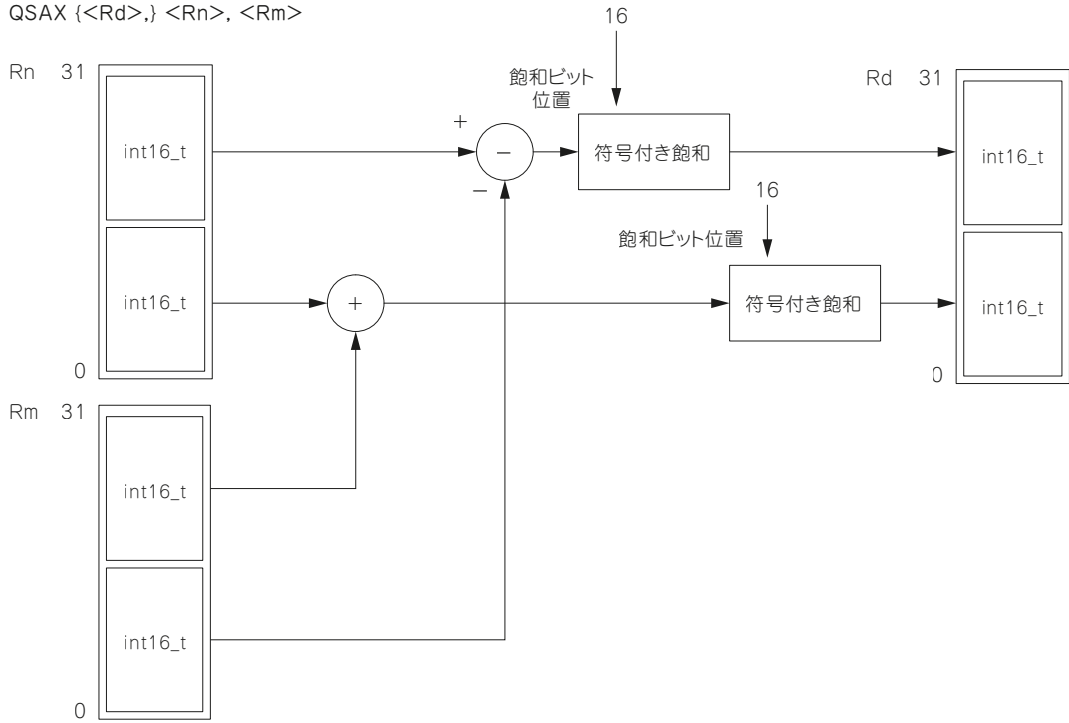 QSAX {<Rd>,} <Rn>, <Rm>
16
Rn 31
飽和ビット
位置
Rd 31
int16_t
+
−
符号付き飽和
int16_t
−
16
飽和ビット位置
int16_t
+
符号付き飽和
int16_t
0
0
Rm 31
int16_t
int16_t
0